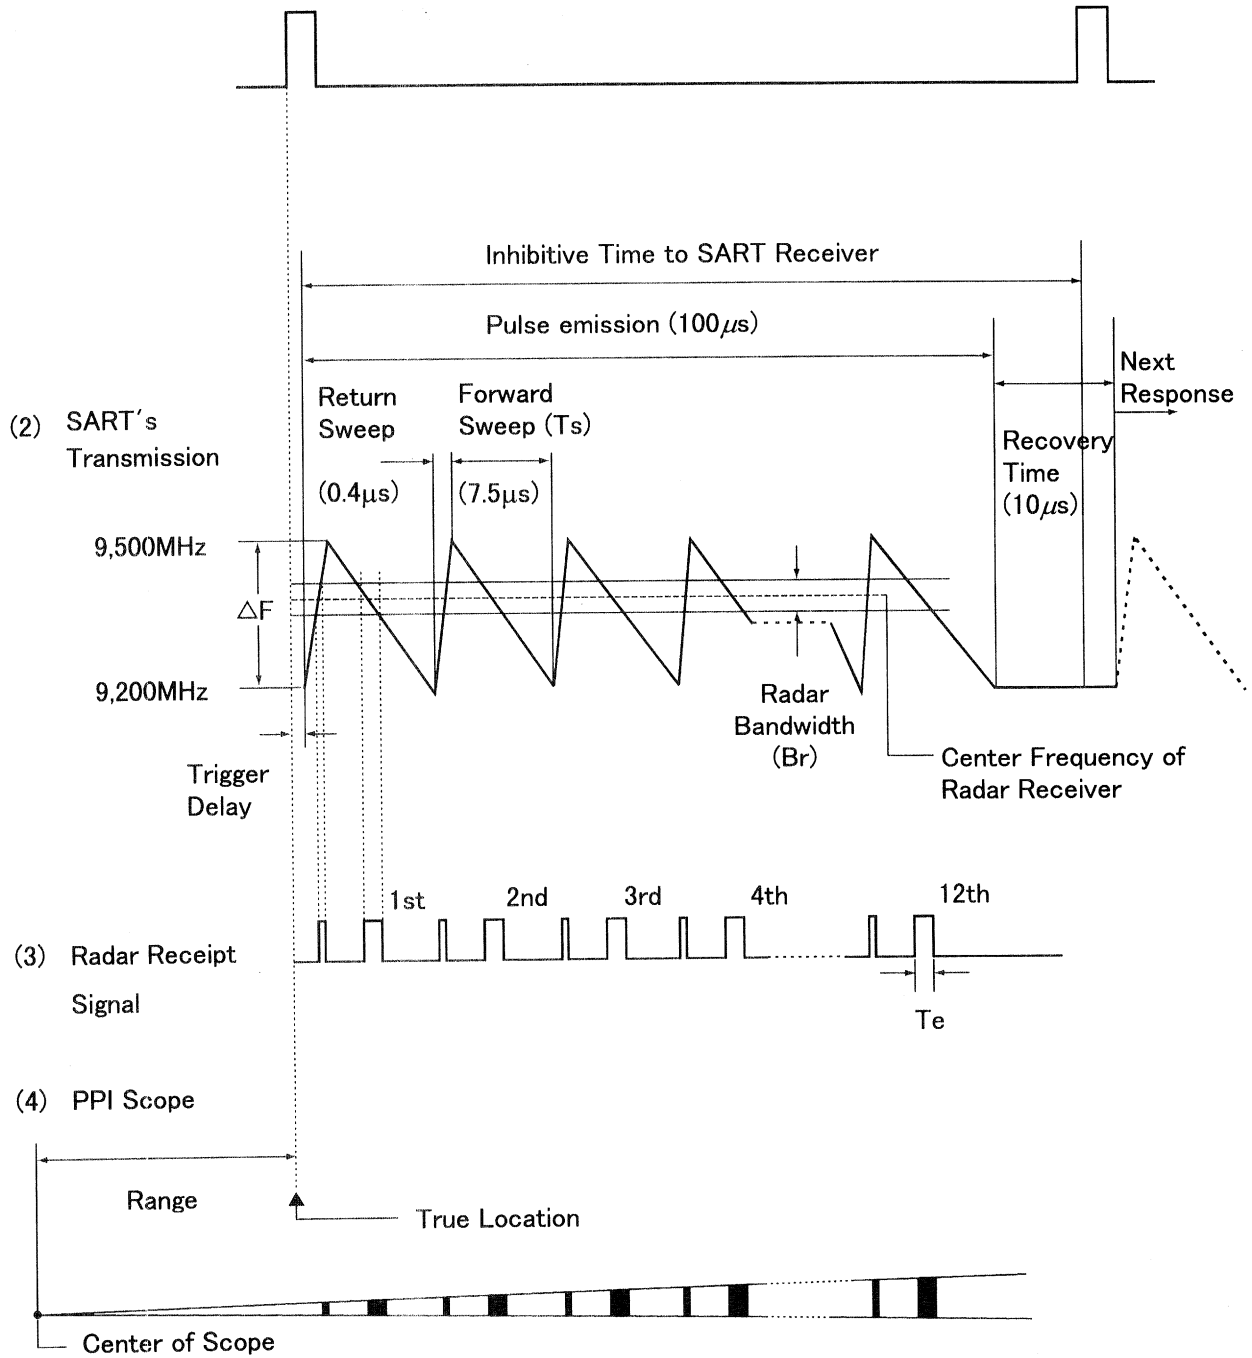 Inhibitive Time to SART Receiver
Pulse emission (100μs)
Next
Response
Return
Sweep
(0.4μs)
Forward
Sweep (Ts)
(7.5μs)
(2) SART's
Transmission
Recovery
Time
(10μs)
9,500MHz
△F
9,200MHz
Radar
Bandwidth
(Br)
Center Frequency of
Radar Receiver
Trigger
Delay
1st
2nd
3rd
4th
12th
(3) Radar Receipt
Signal
Te
(4) PPI Scope
Range
True Location
Center of Scope